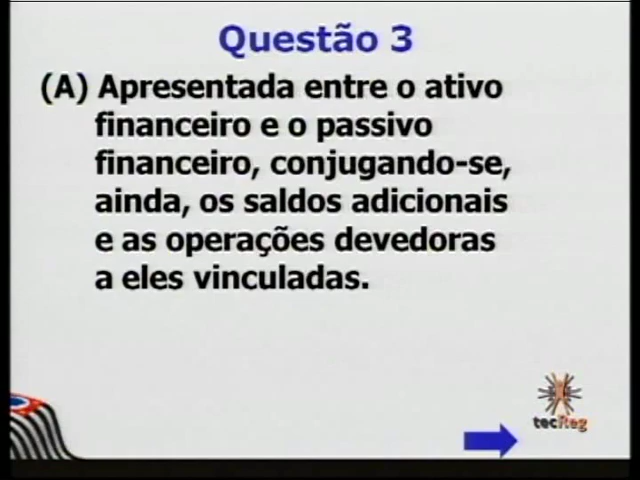 Questão 3
(A) Apresentada entre o ativo
financeiro e o passivo
financeiro, conjugando-se,
ainda, os saldos adicionais
e as operações devedoras
a eles vinculadas.
tecReg